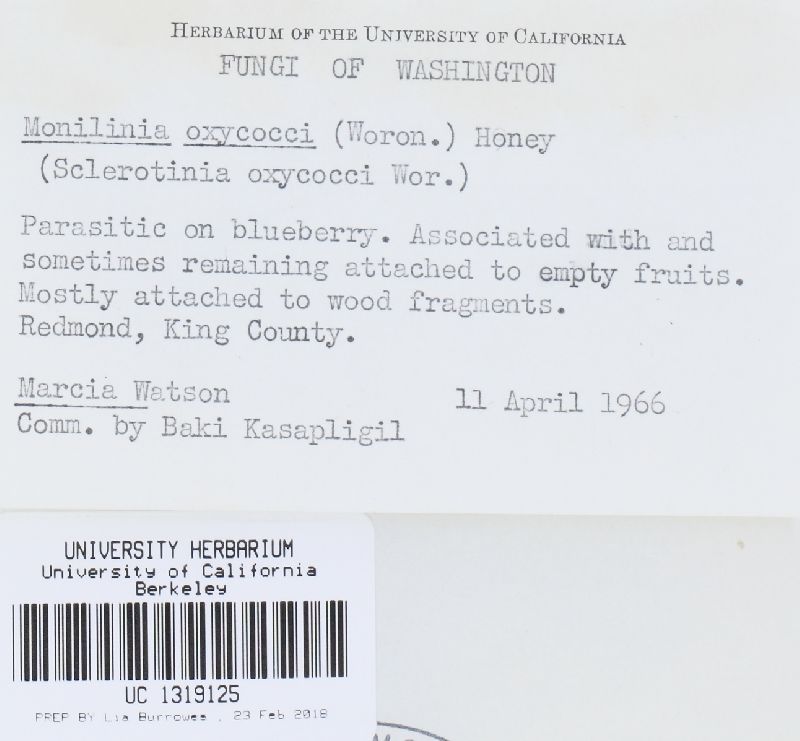 HERBARIUM OF THE UNIVERSITY OF CALIFORNIA
FUNGI OF WASHINGTON
Monilinia oxycocci (Woron.) Honey
(Sclerotinia oxycocci Wor.)
Parasitic on blueberry. Associated with and
sometimes remaining attached to empty fruits.
Mostly attached to wood fragments.
Redmond, King County.
Marcia Watson 11 April 1966
Comm. by Baki Kasapligil
UNIVERSITY HERBARIUM
University of California
Berkeley
UC 1319125
PREP BY Lia Burrowes , 23 Feb 2018